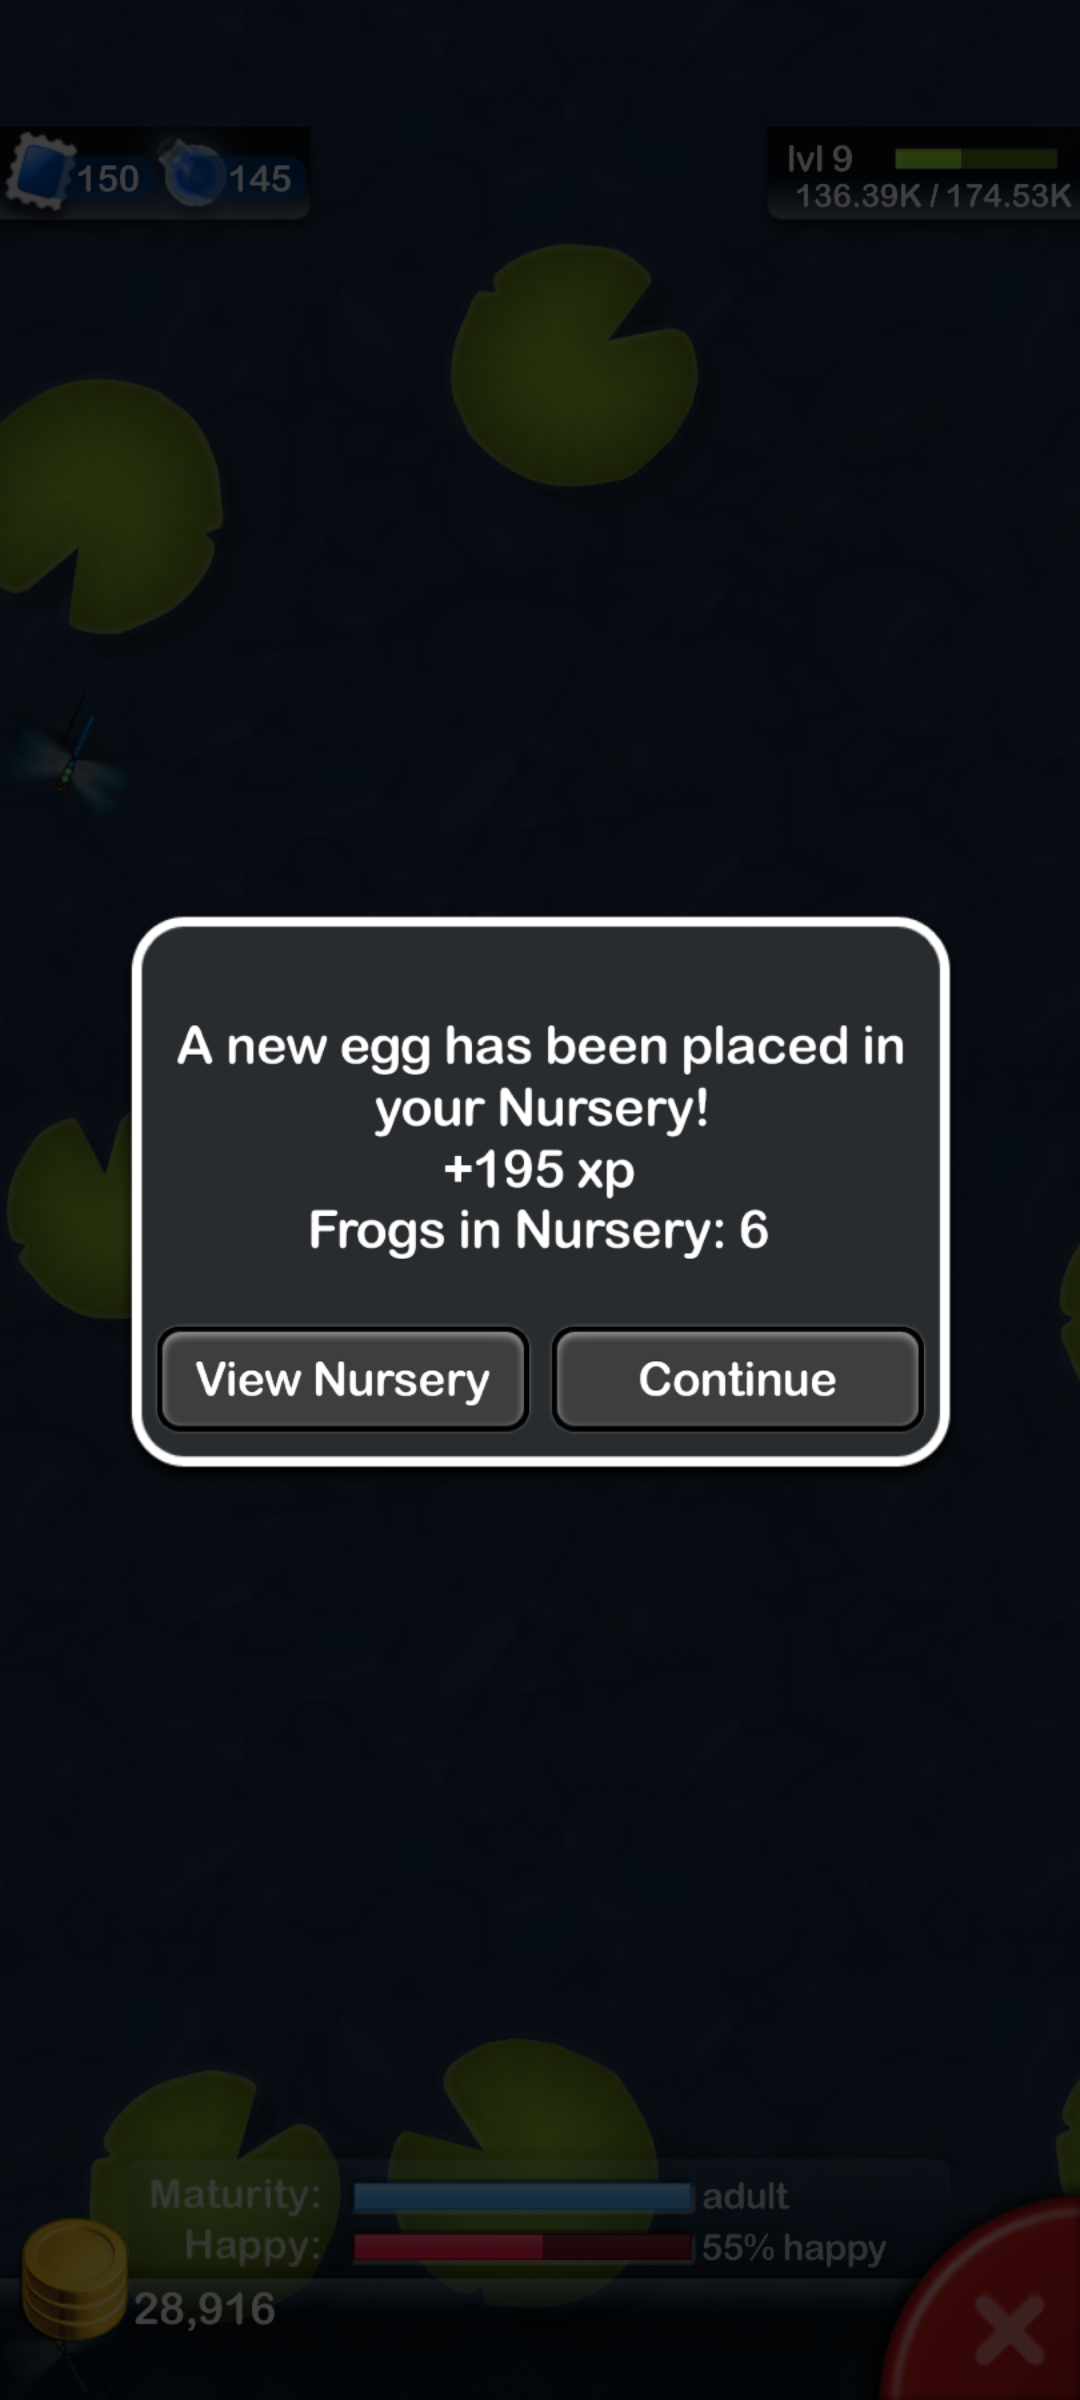 150 145
lvl 9
136.39K / 174.53K
A new egg has been placed in
your Nursery!
+195 xp
Frogs in Nursery: 6
View Nursery Continue
Maturity: adult
Happy: 55% happy
28,916